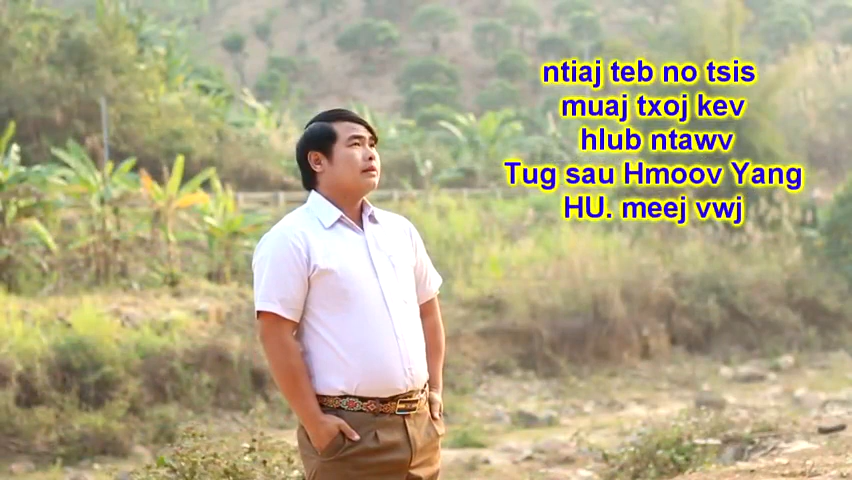 ntiaj teb no tsis
muaj txoj kev
hlub ntawv
Tug sau Hmoov Yang
HU. meej vwj